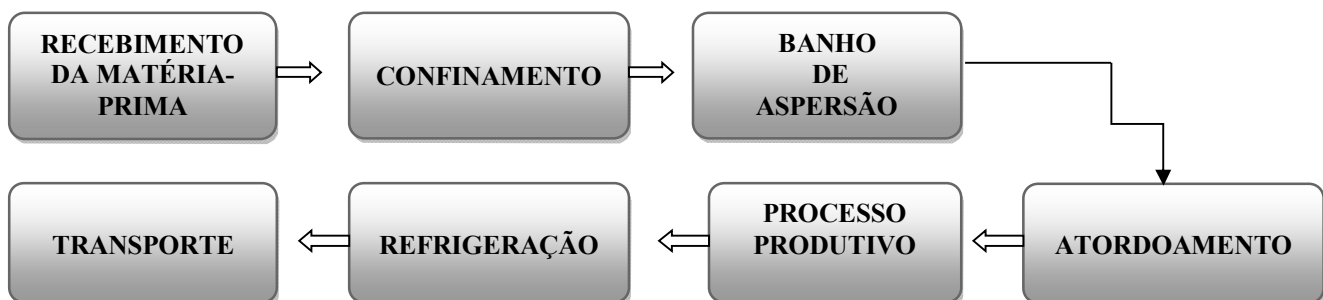 RECEBIMENTO
DA MATÉRIA-
PRIMA
CONFINAMENTO
BANHO
DE
ASPERSÃO
ATORDOAMENTO
PROCESSO
PRODUTIVO
REFRIGERAÇÃO
TRANSPORTE